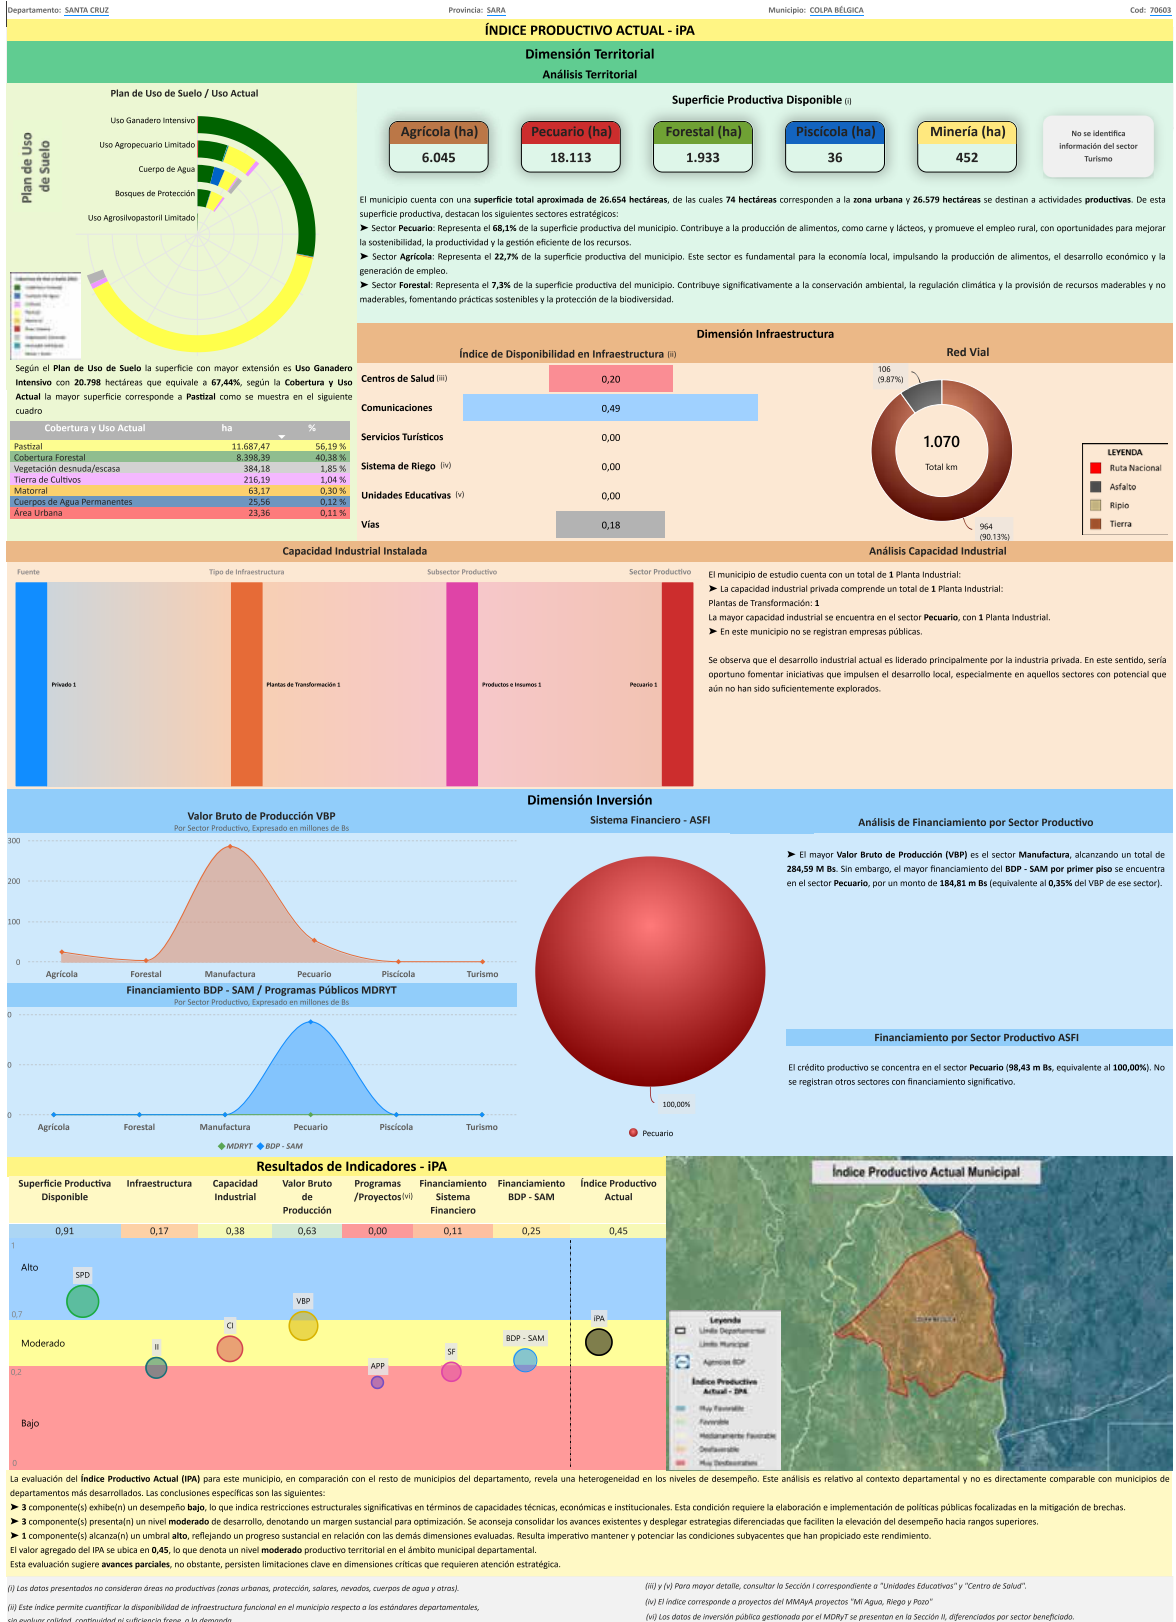 Departamento: SANTA CRUZ Provincia: SARA Municipio: COLPA BÉLGICA Cod: 70603
ÍNDICE PRODUCTIVO ACTUAL - iPA
Dimensión Territorial
Análisis Territorial
Plan de Uso de Suelo / Uso Actual
Plan de Uso
de Suelo
Uso Ganadero Intensivo
Uso Agropecuario Limitado
Cuerpo de Agua
Bosques de Protección
Uso Agrosilvopastoril Limitado
Según el Plan de Uso de Suelo la superficie con mayor extensión es Uso Ganadero
Intensivo con 20.798 hectáreas que equivale a 67,44%, según la Cobertura y Uso
Actual la mayor superficie corresponde a Pastizal como se muestra en el siguiente
cuadro
Cobertura y Uso Actual ha %
Pastizal 11.687,47 56,19 %
Cobertura Forestal 8.398,39 40,38 %
Vegetación desnuda/escasa 384,18 1,85 %
Tierra de Cultivos 216,19 1,04 %
Matorral 63,17 0,30 %
Cuerpos de Agua Permanentes 25,56 0,12 %
Área Urbana 23,36 0,11 %
Superficie Productiva Disponible (i)
Agrícola (ha) Pecuario (ha) Forestal (ha) Piscícola (ha) Minería (ha)
6.045 18.113 1.933 36 452
No se identifica
información del sector
Turismo
El municipio cuenta con una superficie total aproximada de 26.654 hectáreas, de las cuales 74 hectáreas corresponden a la zona urbana y 26.579 hectáreas se destinan a actividades productivas. De esta
superficie productiva, destacan los siguientes sectores estratégicos:
➤ Sector Pecuario: Representa el 68,1% de la superficie productiva del municipio. Contribuye a la producción de alimentos, como carne y lácteos, y promueve el empleo rural, con oportunidades para mejorar
la sostenibilidad, la productividad y la gestión eficiente de los recursos.
➤ Sector Agrícola: Representa el 22,7% de la superficie productiva del municipio. Este sector es fundamental para la economía local, impulsando la producción de alimentos, el desarrollo económico y la
generación de empleo.
➤ Sector Forestal: Representa el 7,3% de la superficie productiva del municipio. Contribuye significativamente a la conservación ambiental, la regulación climática y la provisión de recursos maderables y no
maderables, fomentando prácticas sostenibles y la protección de la biodiversidad.
Dimensión Infraestructura
Índice de Disponibilidad en Infraestructura (ii)
Centros de Salud (iii) 0,20
Comunicaciones 0,49
Servicios Turísticos 0,00
Sistema de Riego (iv) 0,00
Unidades Educativas (v) 0,00
Vías 0,18
Red Vial
106
(9.87%)
1.070
Total km
964
(90.13%)
LEYENDA
Ruta Nacional
Asfalto
Ripio
Tierra
Capacidad Industrial Instalada
Fuente Tipo de Infraestructura Subsector Productivo Sector Productivo
Privado 1 Plantas de Transformación 1 Productos e Insumos 1 Pecuario 1
Análisis Capacidad Industrial
El municipio de estudio cuenta con un total de 1 Planta Industrial:
➤ La capacidad industrial privada comprende un total de 1 Planta Industrial:
Plantas de Transformación: 1
La mayor capacidad industrial se encuentra en el sector Pecuario, con 1 Planta Industrial.
➤ En este municipio no se registran empresas públicas.
Se observa que el desarrollo industrial actual es liderado principalmente por la industria privada. En este sentido, sería
oportuno fomentar iniciativas que impulsen el desarrollo local, especialmente en aquellos sectores con potencial que
aún no han sido suficientemente explorados.
Dimensión Inversión
Valor Bruto de Producción VBP
Por Sector Productivo, Expresado en millones de Bs
300
200
100
0
Agrícola Forestal Manufactura Pecuario Piscícola Turismo
Financiamiento BDP - SAM / Programas Públicos MDRYT
Por Sector Productivo, Expresado en millones de Bs
0
0
0
Agrícola Forestal Manufactura Pecuario Piscícola Turismo
MDRYT BDP - SAM
Sistema Financiero - ASFI
100,00%
Pecuario
Análisis de Financiamiento por Sector Productivo
➤ El mayor Valor Bruto de Producción (VBP) es el sector Manufactura, alcanzando un total de
284,59 M Bs. Sin embargo, el mayor financiamiento del BDP - SAM por primer piso se encuentra
en el sector Pecuario, por un monto de 184,81 m Bs (equivalente al 0,35% del VBP de ese sector).
Financiamiento por Sector Productivo ASFI
El crédito productivo se concentra en el sector Pecuario (98,43 m Bs, equivalente al 100,00%). No
se registran otros sectores con financiamiento significativo.
Resultados de Indicadores - iPA
Superficie Productiva Disponible Infraestructura Capacidad Industrial Valor Bruto de Producción Programas /Proyectos(vi) Financiamiento Sistema Financiero Financiamiento BDP - SAM Índice Productivo Actual
0,91 0,17 0,38 0,63 0,00 0,11 0,25 0,45
1
Alto
SPD
VBP
0,7
CI
iPA
Moderado
II
SF
BDP - SAM
APP
0,2
Bajo
0
Índice Productivo Actual Municipal
Leyenda
Límite Departamental
Límite Municipal
Agencias BDP
Índice Productivo
Actual - IPA
Muy Favorable
Favorable
Medianamente Favorable
Desfavorable
Muy Desfavorable
La evaluación del Índice Productivo Actual (IPA) para este municipio, en comparación con el resto de municipios del departamento, revela una heterogeneidad en los niveles de desempeño. Este análisis es relativo al contexto departamental y no es directamente comparable con municipios de
departamentos más desarrollados. Las conclusiones específicas son las siguientes:
➤ 3 componente(s) exhibe(n) un desempeño bajo, lo que indica restricciones estructurales significativas en términos de capacidades técnicas, económicas e institucionales. Esta condición requiere la elaboración e implementación de políticas públicas focalizadas en la mitigación de brechas.
➤ 3 componente(s) presenta(n) un nivel moderado de desarrollo, denotando un margen sustancial para optimización. Se aconseja consolidar los avances existentes y desplegar estrategias diferenciadas que faciliten la elevación del desempeño hacia rangos superiores.
➤ 1 componente(s) alcanza(n) un umbral alto, reflejando un progreso sustancial en relación con las demás dimensiones evaluadas. Resulta imperativo mantener y potenciar las condiciones subyacentes que han propiciado este rendimiento.
El valor agregado del IPA se ubica en 0,45, lo que denota un nivel moderado productivo territorial en el ámbito municipal departamental.
Esta evaluación sugiere avances parciales, no obstante, persisten limitaciones clave en dimensiones críticas que requieren atención estratégica.
(i) Los datos presentados no consideran áreas no productivas (zonas urbanas, protección, salares, nevados, cuerpos de agua y otras).
(ii) Este índice permite cuantificar la disponibilidad de infraestructura funcional en el municipio respecto a los estándares departamentales,
sin evaluar calidad, continuidad ni suficiencia frene a la demanda.
(iii) y (v) Para mayor detalle, consultar la Sección I correspondiente a "Unidades Educativas" y "Centro de Salud".
(iv) El índice corresponde a proyectos del MMAyA proyectos "Mi Agua, Riego y Pozo"
(vi) Los datos de inversión pública gestionada por el MDRyT se presentan en la Sección II, diferenciados por sector beneficiado.